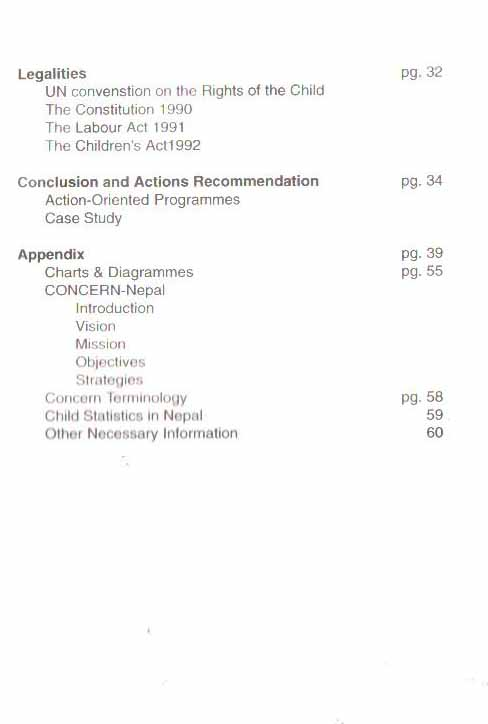 Legalities pg. 32
UN convenstion on the Rights of the Child
The Constitution 1990
The Labour Act 1991
The Children's Act1992
Conclusion and Actions Recommendation pg. 34
Action-Oriented Programmes
Case Study
Appendix pg. 39
Charts & Diagrammes pg. 55
CONCERN-Nepal
Introduction
Vision
Mission
Objectives
Strategies
Concern Terminology pg. 58
Child Statistics in Nepal 59
Other Necessary Information 60